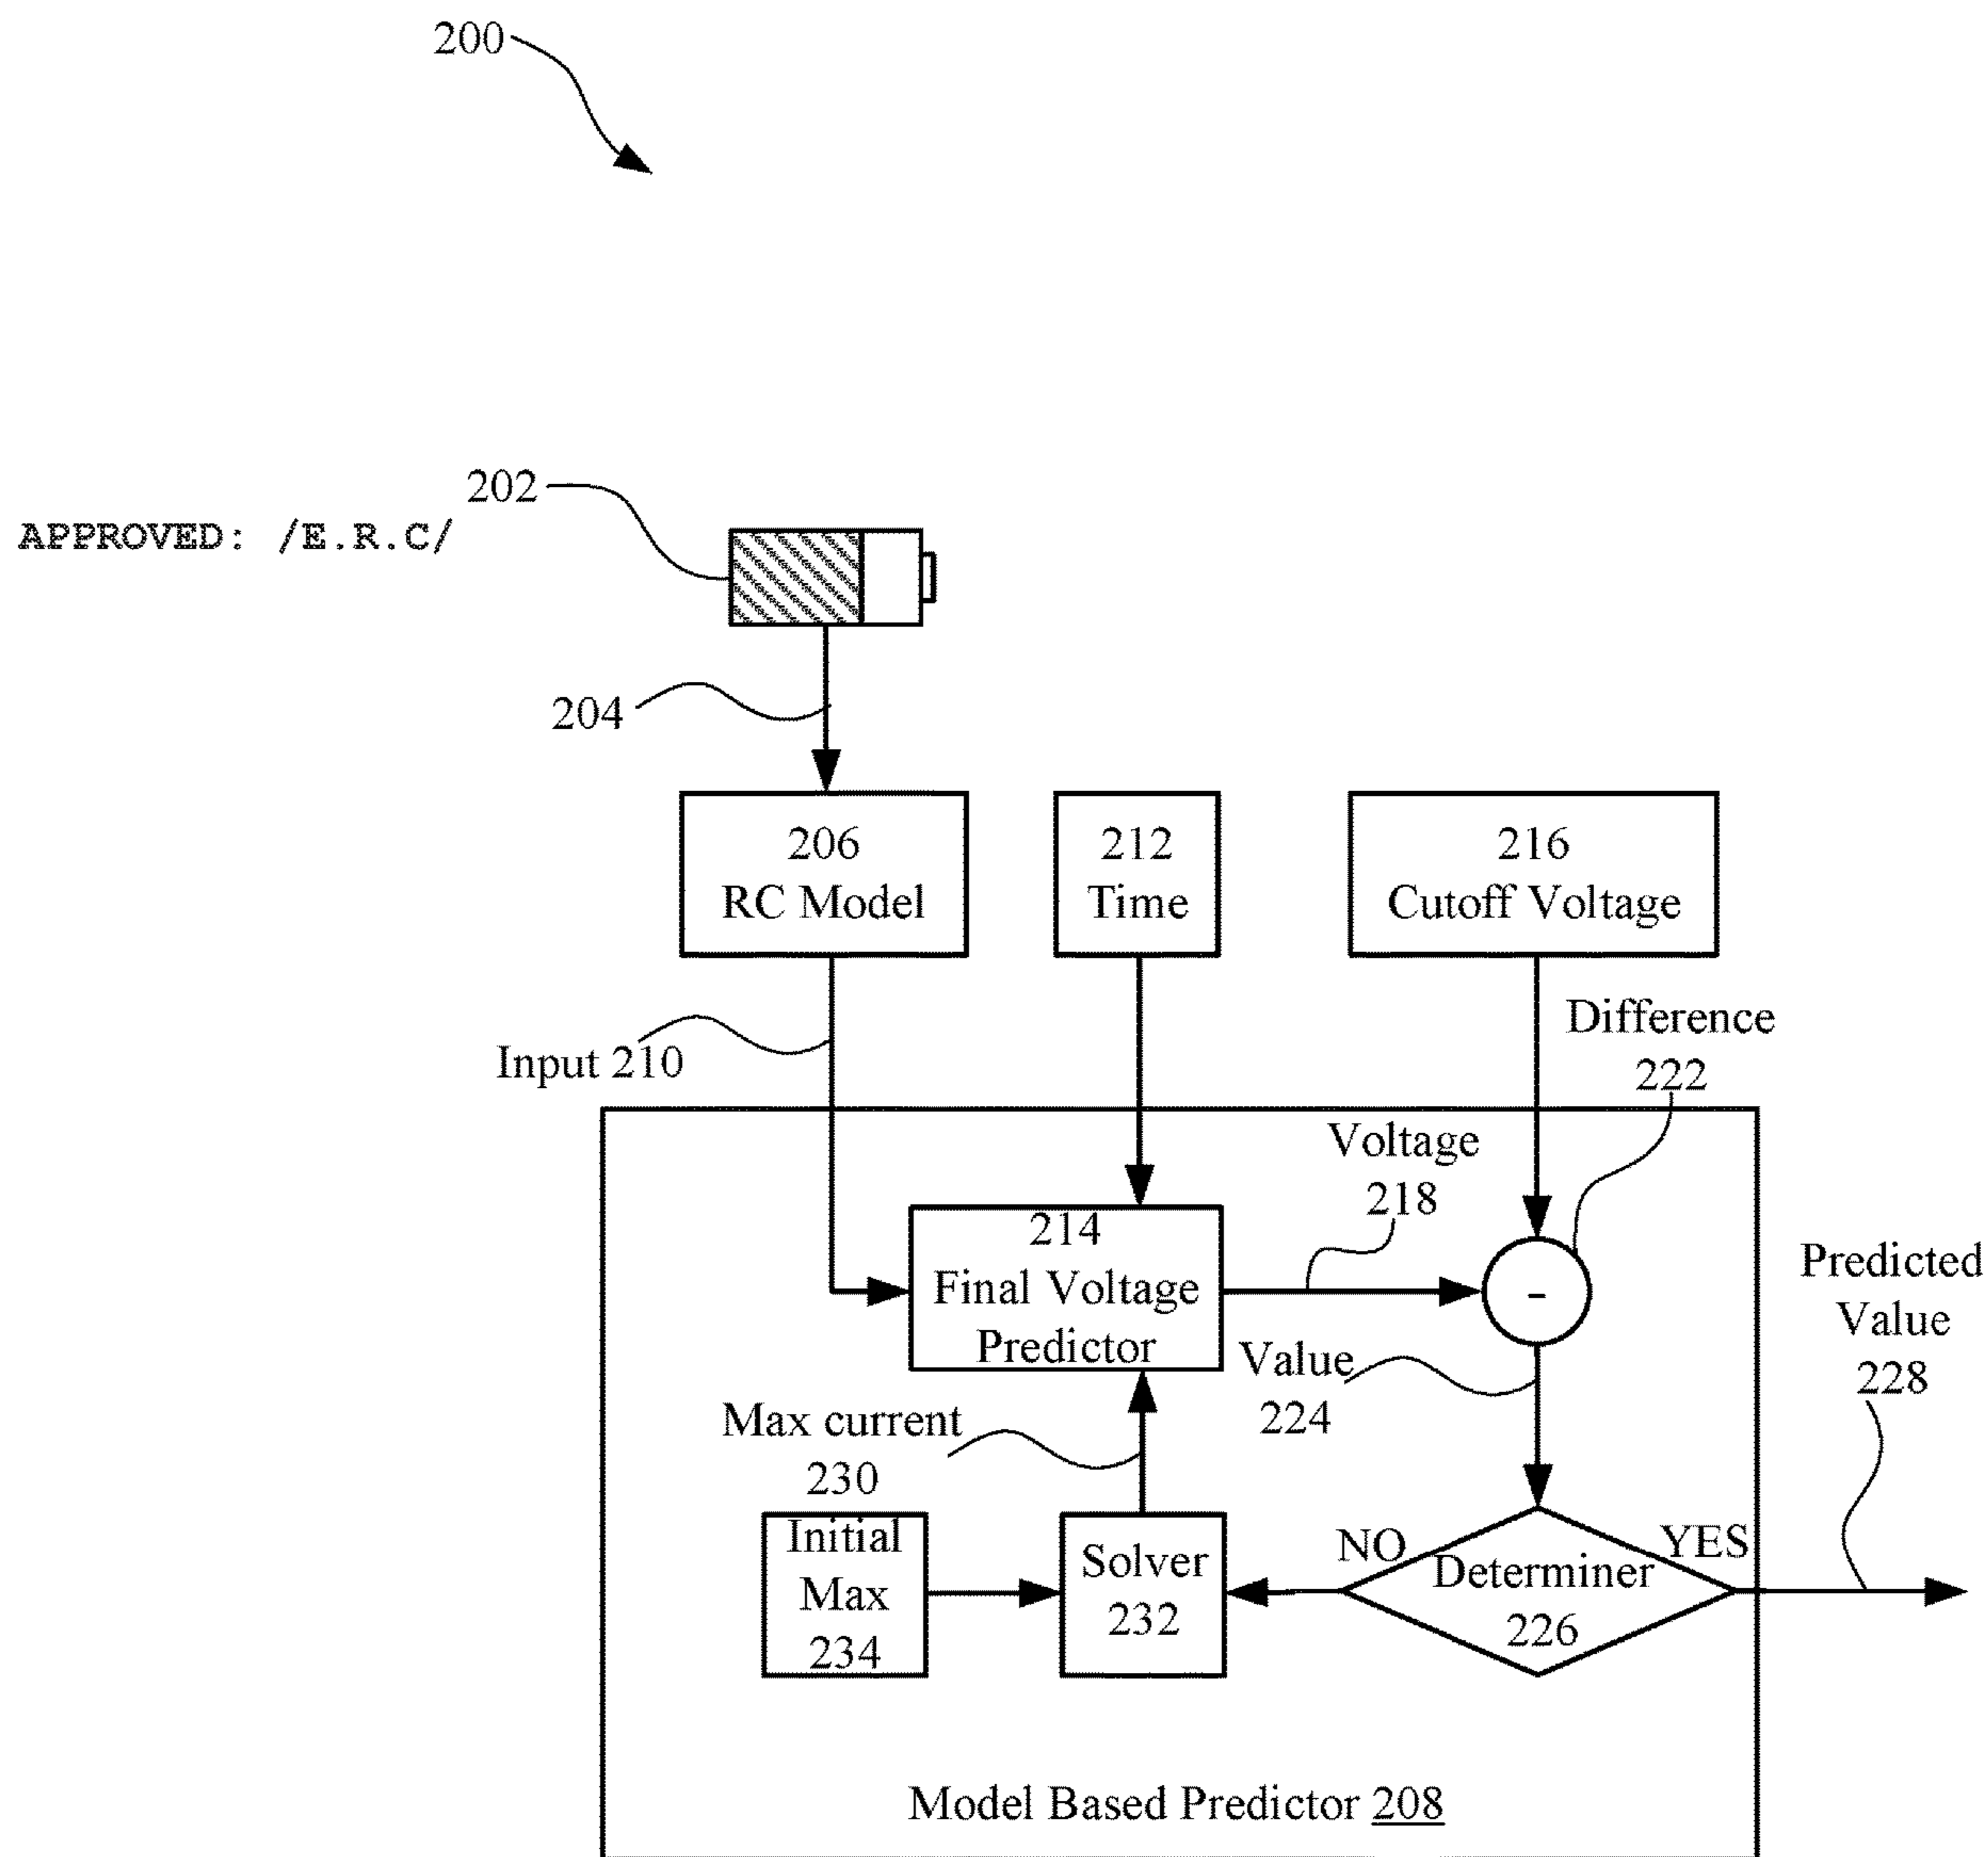 200
202
APPROVED: /E.R.C/
204
206
RC Model
212
Time
216
Cutoff Voltage
Input 210
Difference
222
Voltage
218
214
Final Voltage
Predictor
-
Predicted
Value
228
Value
224
Max current
230
Initial
Max
234
Solver
232
NO
YES
Determiner
226
Model Based Predictor 208